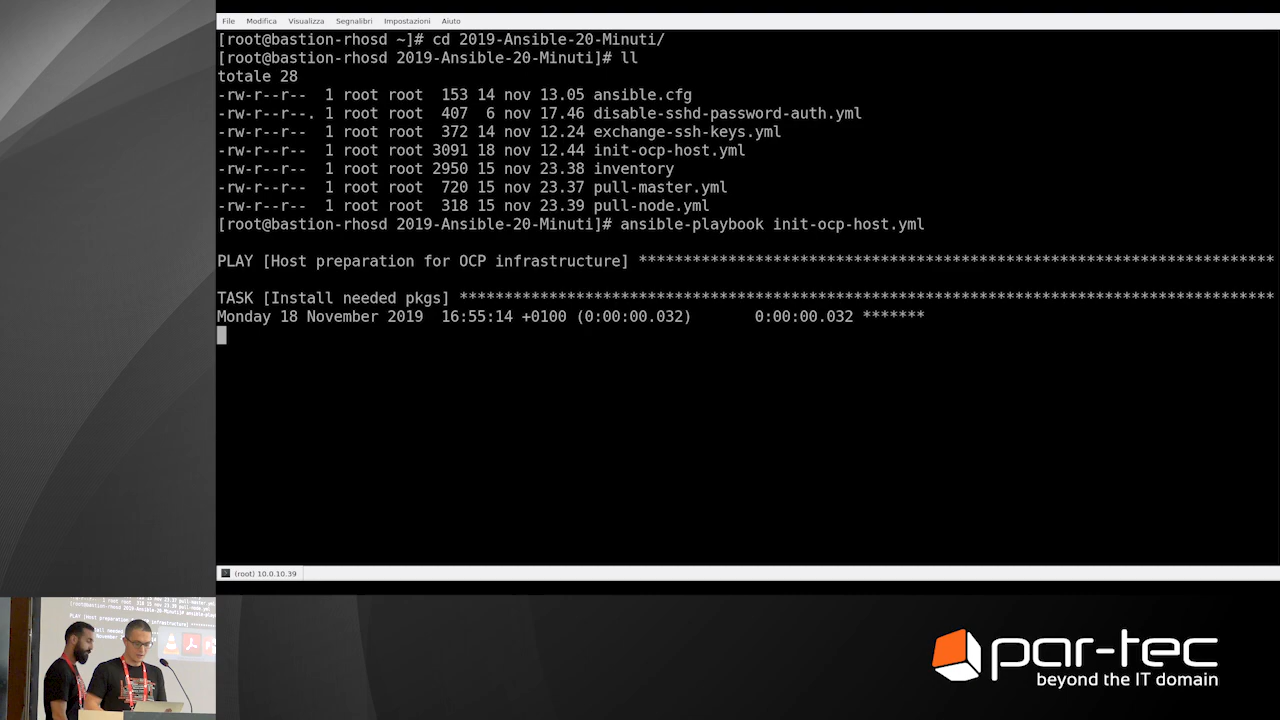 File Modifica Visualizza Segnalibri Impostazioni Aiuto
[root@bastion-rhosd ~]# cd 2019-Ansible-20-Minuti/
[root@bastion-rhosd 2019-Ansible-20-Minuti]# ll
totale 28
-rw-r--r-- 1 root root 153 14 nov 13.05 ansible.cfg
-rw-r--r--. 1 root root 407 6 nov 17.46 disable-sshd-password-auth.yml
-rw-r--r-- 1 root root 372 14 nov 12.24 exchange-ssh-keys.yml
-rw-r--r-- 1 root root 3091 18 nov 12.44 init-ocp-host.yml
-rw-r--r-- 1 root root 2950 15 nov 23.38 inventory
-rw-r--r-- 1 root root 720 15 nov 23.37 pull-master.yml
-rw-r--r-- 1 root root 318 15 nov 23.39 pull-node.yml
[root@bastion-rhosd 2019-Ansible-20-Minuti]# ansible-playbook init-ocp-host.yml
PLAY [Host preparation for OCP infrastructure] ***********************************************************************
TASK [Install needed pkgs] *******************************************************************************************
Monday 18 November 2019 16:55:14 +0100 (0:00:00.032) 0:00:00.032 *******
(root) 10.0.10.39
par-tec
beyond the IT domain